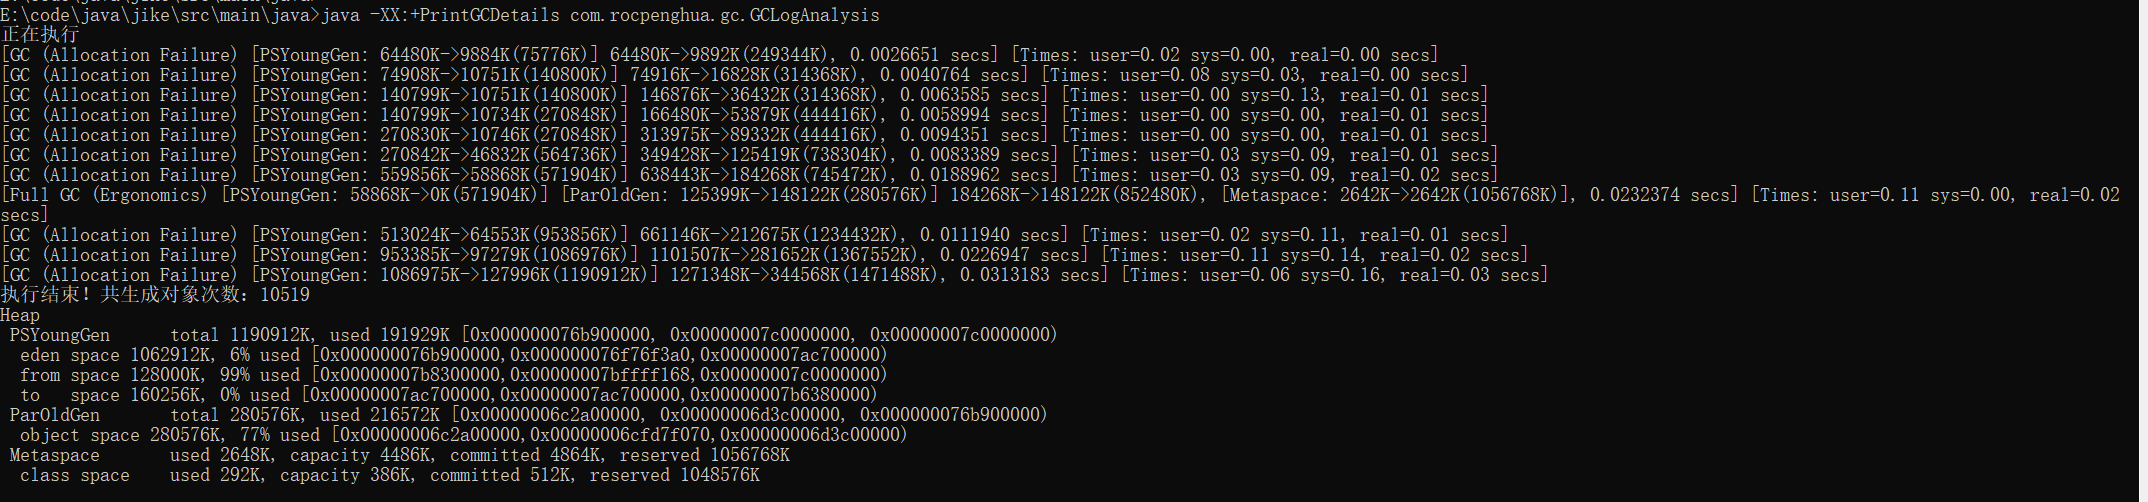 E:\code\java\jike\src\main\java>java -XX:+PrintGCDetails com.rocpenghua.gc.GCLogAnalysis
正在执行
[GC (Allocation Failure) [PSYoungGen: 64480K->9884K(75776K)] 64480K->9892K(249344K), 0.0026651 secs] [Times: user=0.02 sys=0.00, real=0.00 secs]
[GC (Allocation Failure) [PSYoungGen: 74908K->10751K(140800K)] 74916K->16828K(314368K), 0.0040764 secs] [Times: user=0.08 sys=0.03, real=0.00 secs]
[GC (Allocation Failure) [PSYoungGen: 140799K->10751K(140800K)] 146876K->36432K(314368K), 0.0063585 secs] [Times: user=0.00 sys=0.13, real=0.01 secs]
[GC (Allocation Failure) [PSYoungGen: 140799K->10734K(270848K)] 166480K->53879K(444416K), 0.0058994 secs] [Times: user=0.00 sys=0.00, real=0.01 secs]
[GC (Allocation Failure) [PSYoungGen: 270830K->10746K(270848K)] 313975K->89332K(444416K), 0.0094351 secs] [Times: user=0.00 sys=0.00, real=0.01 secs]
[GC (Allocation Failure) [PSYoungGen: 270842K->46832K(564736K)] 349428K->125419K(738304K), 0.0083389 secs] [Times: user=0.03 sys=0.09, real=0.01 secs]
[GC (Allocation Failure) [PSYoungGen: 559856K->58868K(571904K)] 638443K->184268K(745472K), 0.0188962 secs] [Times: user=0.03 sys=0.09, real=0.02 secs]
[Full GC (Ergonomics) [PSYoungGen: 58868K->0K(571904K)] [ParOldGen: 125399K->148122K(280576K)] 184268K->148122K(852480K), [Metaspace: 2642K->2642K(1056768K)], 0.0232374 secs] [Times: user=0.11 sys=0.00, real=0.02
secs]
[GC (Allocation Failure) [PSYoungGen: 513024K->64553K(953856K)] 661146K->212675K(1234432K), 0.0111940 secs] [Times: user=0.02 sys=0.11, real=0.01 secs]
[GC (Allocation Failure) [PSYoungGen: 953385K->97279K(1086976K)] 1101507K->281652K(1367552K), 0.0226947 secs] [Times: user=0.11 sys=0.14, real=0.02 secs]
[GC (Allocation Failure) [PSYoungGen: 1086975K->127996K(1190912K)] 1271348K->344568K(1471488K), 0.0313183 secs] [Times: user=0.06 sys=0.16, real=0.03 secs]
执行结束！共生成对象次数：10519
Heap
 PSYoungGen      total 1190912K, used 191929K [0x000000076b900000, 0x00000007c0000000, 0x00000007c0000000)
  eden space 1062912K, 6% used [0x000000076b900000,0x000000076f76f3a0,0x00000007ac700000)
  from space 128000K, 99% used [0x00000007b8300000,0x00000007bffff168,0x00000007c0000000)
  to   space 160256K, 0% used [0x00000007ac700000,0x00000007ac700000,0x00000007b6380000)
 ParOldGen       total 280576K, used 216572K [0x00000006c2a00000, 0x00000006d3c00000, 0x000000076b900000)
  object space 280576K, 77% used [0x00000006c2a00000,0x00000006cfd7f070,0x00000006d3c00000)
 Metaspace       used 2648K, capacity 4486K, committed 4864K, reserved 1056768K
  class space    used 292K, capacity 386K, committed 512K, reserved 1048576K